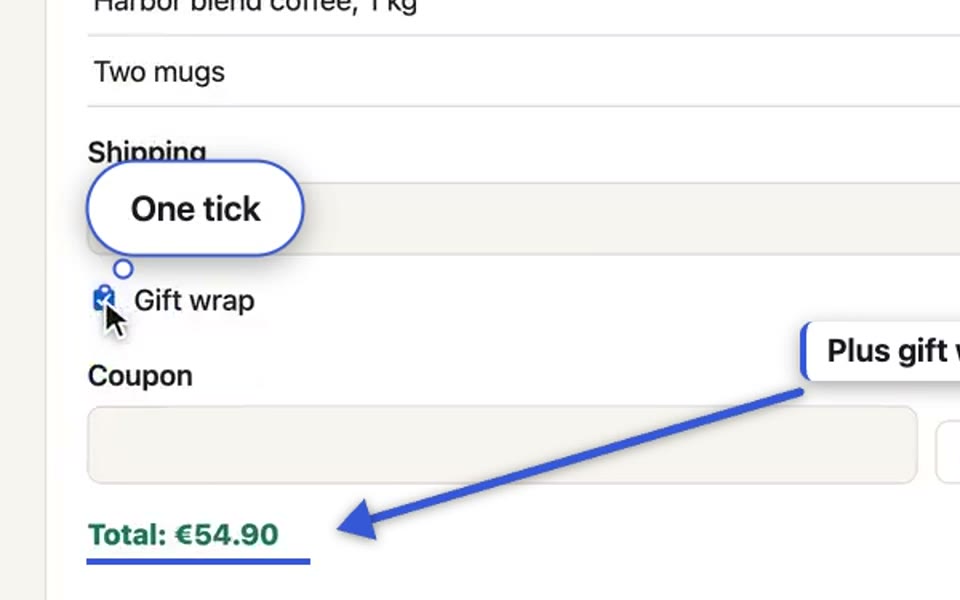 Harbor blend coffee, 1 kg
Two mugs
Shipping
One tick
Gift wrap
Coupon
Plus gift
Total: €54.90